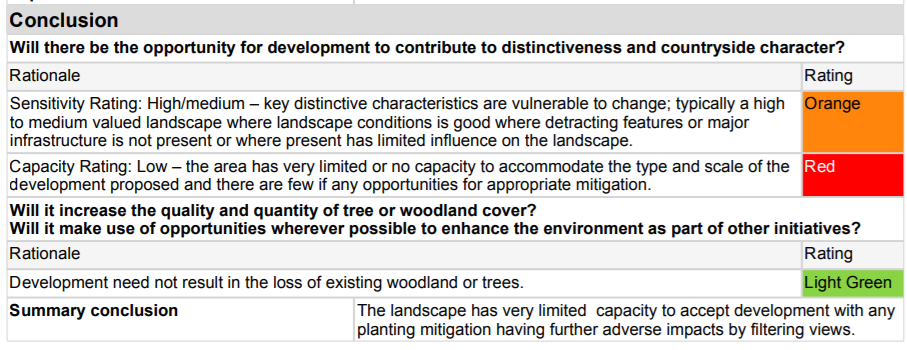 Conclusion
Will there be the opportunity for development to contribute to distinctiveness and countryside character?
Rationale Rating
Sensitivity Rating: High/medium – key distinctive characteristics are vulnerable to change; typically a high Orange
to medium valued landscape where landscape conditions is good where detracting features or major
infrastructure is not present or where present has limited influence on the landscape.
Capacity Rating: Low – the area has very limited or no capacity to accommodate the type and scale of the Red
development proposed and there are few if any opportunities for appropriate mitigation.
Will it increase the quality and quantity of tree or woodland cover?
Will it make use of opportunities wherever possible to enhance the environment as part of other initiatives?
Rationale Rating
Development need not result in the loss of existing woodland or trees. Light Green
Summary conclusion The landscape has very limited capacity to accept development with any
planting mitigation having further adverse impacts by filtering views.